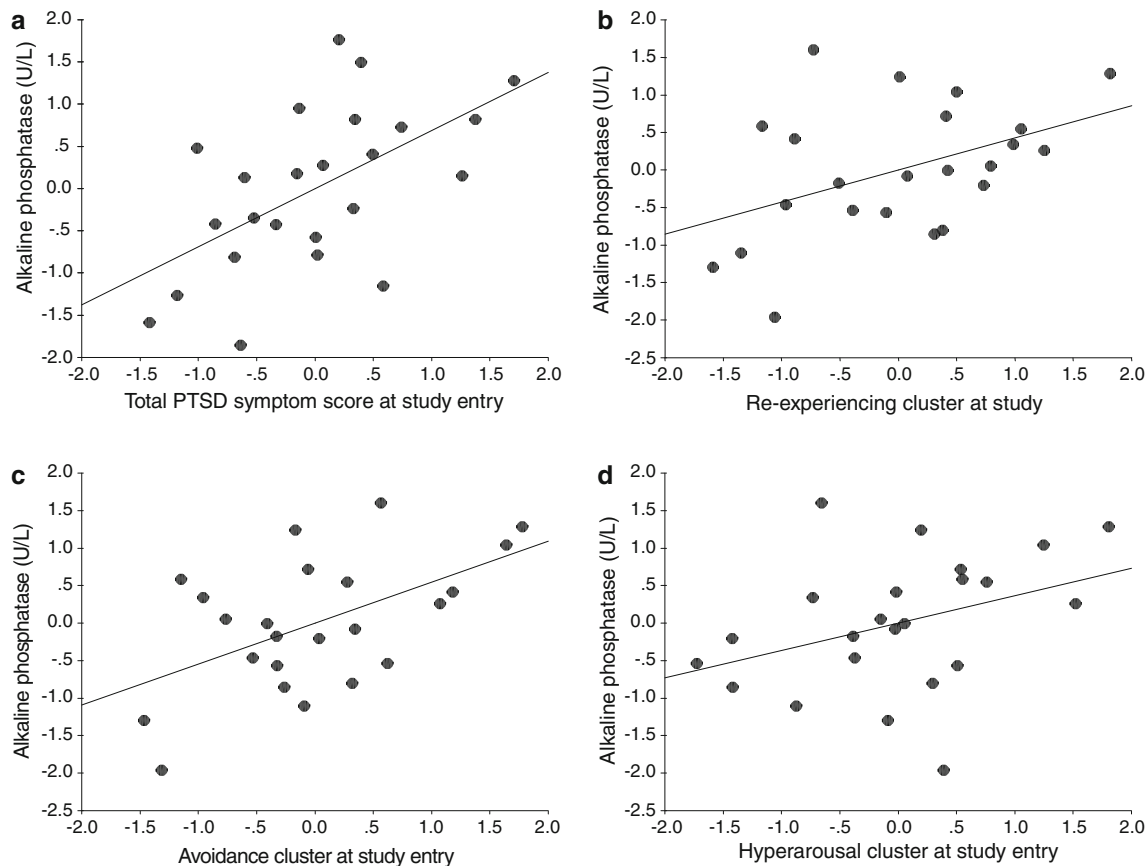 a
2.0
1.5
1.0
.5
0.0
-.5
-1.0
-1.5
-2.0
Alkaline phosphatase (U/L)
-2.0 -1.5 -1.0 -.5 0.0 .5 1.0 1.5 2.0
Total PTSD symptom score at study entry
b
2.0
1.5
1.0
.5
0.0
-.5
-1.0
-1.5
-2.0
-2.5
Alkaline phosphatase (U/L)
-2.0 -1.5 -1.0 -.5 0.0 .5 1.0 1.5 2.0
Re-experiencing cluster at study
c
2.0
1.5
1.0
.5
0.0
-.5
-1.0
-1.5
-2.0
-2.5
Alkaline phosphatase (U/L)
-2.0 -1.5 -1.0 -.5 0.0 .5 1.0 1.5 2.0
Avoidance cluster at study entry
d
2.0
1.5
1.0
.5
0.0
-.5
-1.0
-1.5
-2.0
-2.5
Alkaline phosphatase (U/L)
-2.0 -1.5 -1.0 -.5 0.0 .5 1.0 1.5 2.0
Hyperarousal cluster at study entry